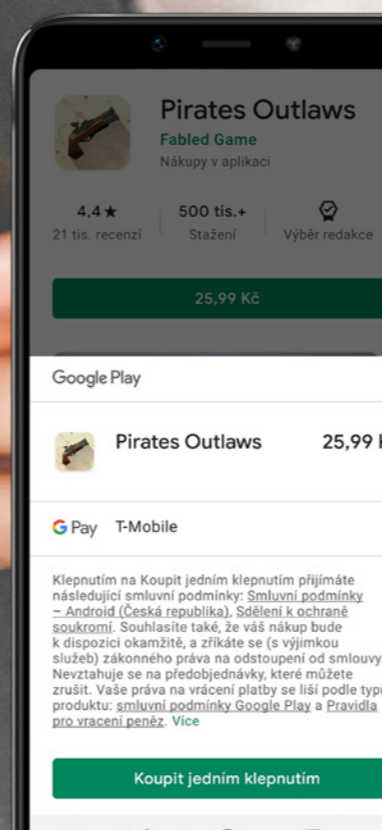 Pirates Outlaws
Fabled Game
Nákupy v aplikaci
4,4★ 500 tis.+
21 tis. recenzí Stažení Výběr redakce
25,99 Kč
Google Play
Pirates Outlaws 25,99
G Pay T-Mobile
Klepnutím na Koupit jedním klepnutím přijímáte
následující smluvní podmínky: Smluvní podmínky
– Android (Česká republika), Sdělení k ochraně
soukromí. Souhlasíte také, že váš nákup bude
k dispozici okamžitě, a zříkáte se (s výjimkou
služeb) zákonného práva na odstoupení od smlouvy.
Nevztahuje se na předobjednávky, které můžete
zrušit. Vaše práva na vrácení platby se liší podle typu
produktu: smluvní podmínky Google Play a Pravidla
pro vracení peněz. Více
Koupit jedním klepnutím